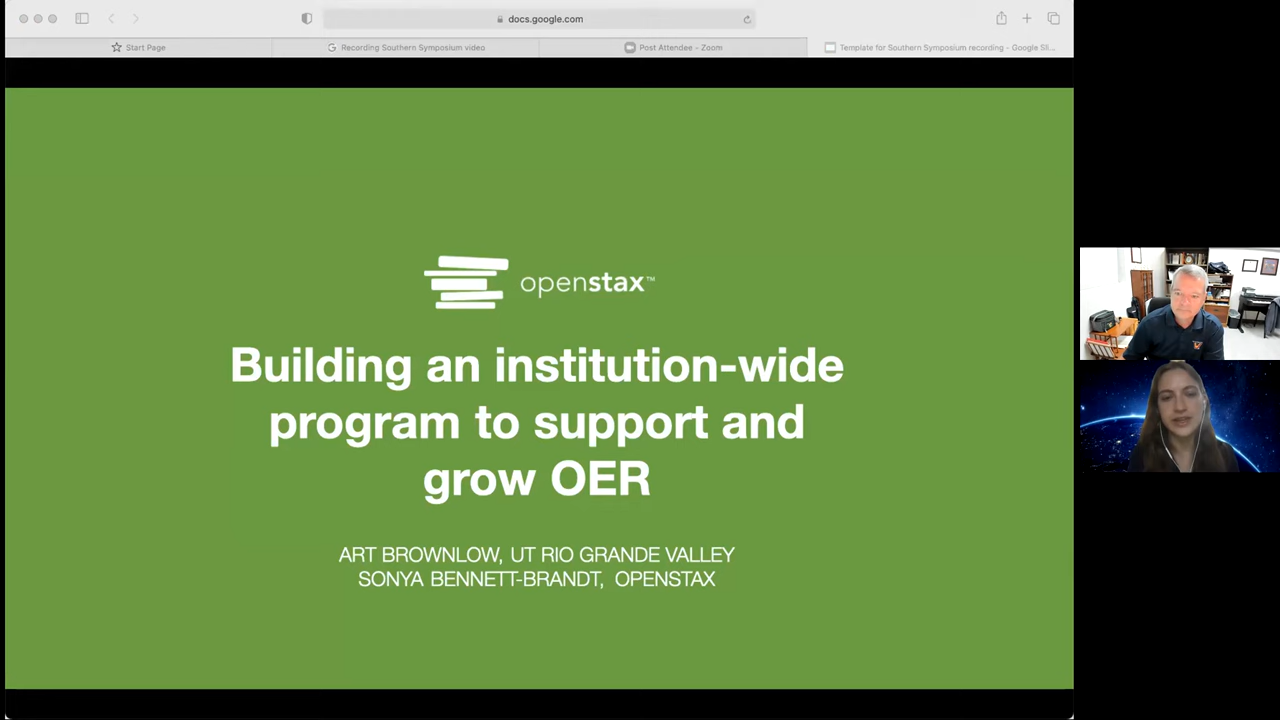 docs.google.com
Start Page
Recording Southern Symposium video
Post Attendee - Zoom
Template for Southern Symposium recording - Google Sli...
openstax™
Building an institution-wide
program to support and
grow OER
ART BROWNLOW, UT RIO GRANDE VALLEY
SONYA BENNETT-BRANDT, OPENSTAX